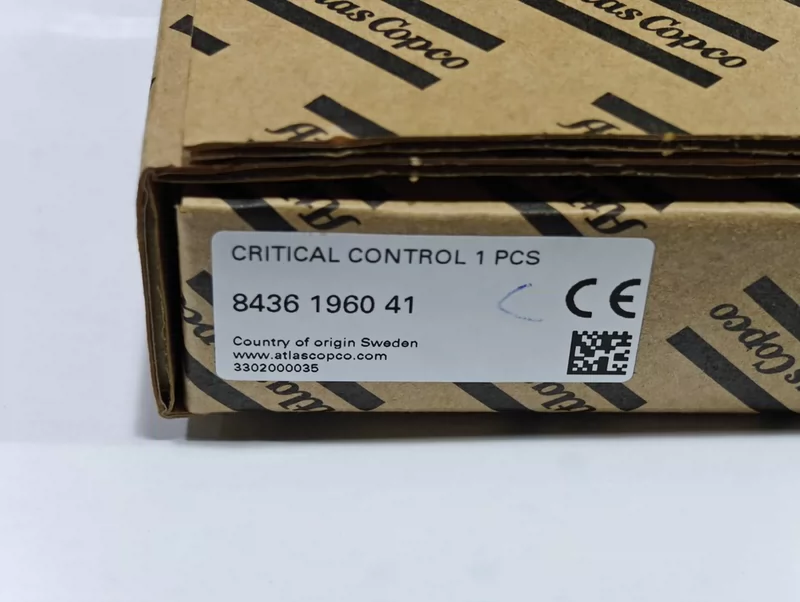 Atlas Copco
Atlas Copco
CRITICAL CONTROL 1 PCS
8436 1960 41
CE
Country of origin Sweden
www.atlascopco.com
3302000035
Copco